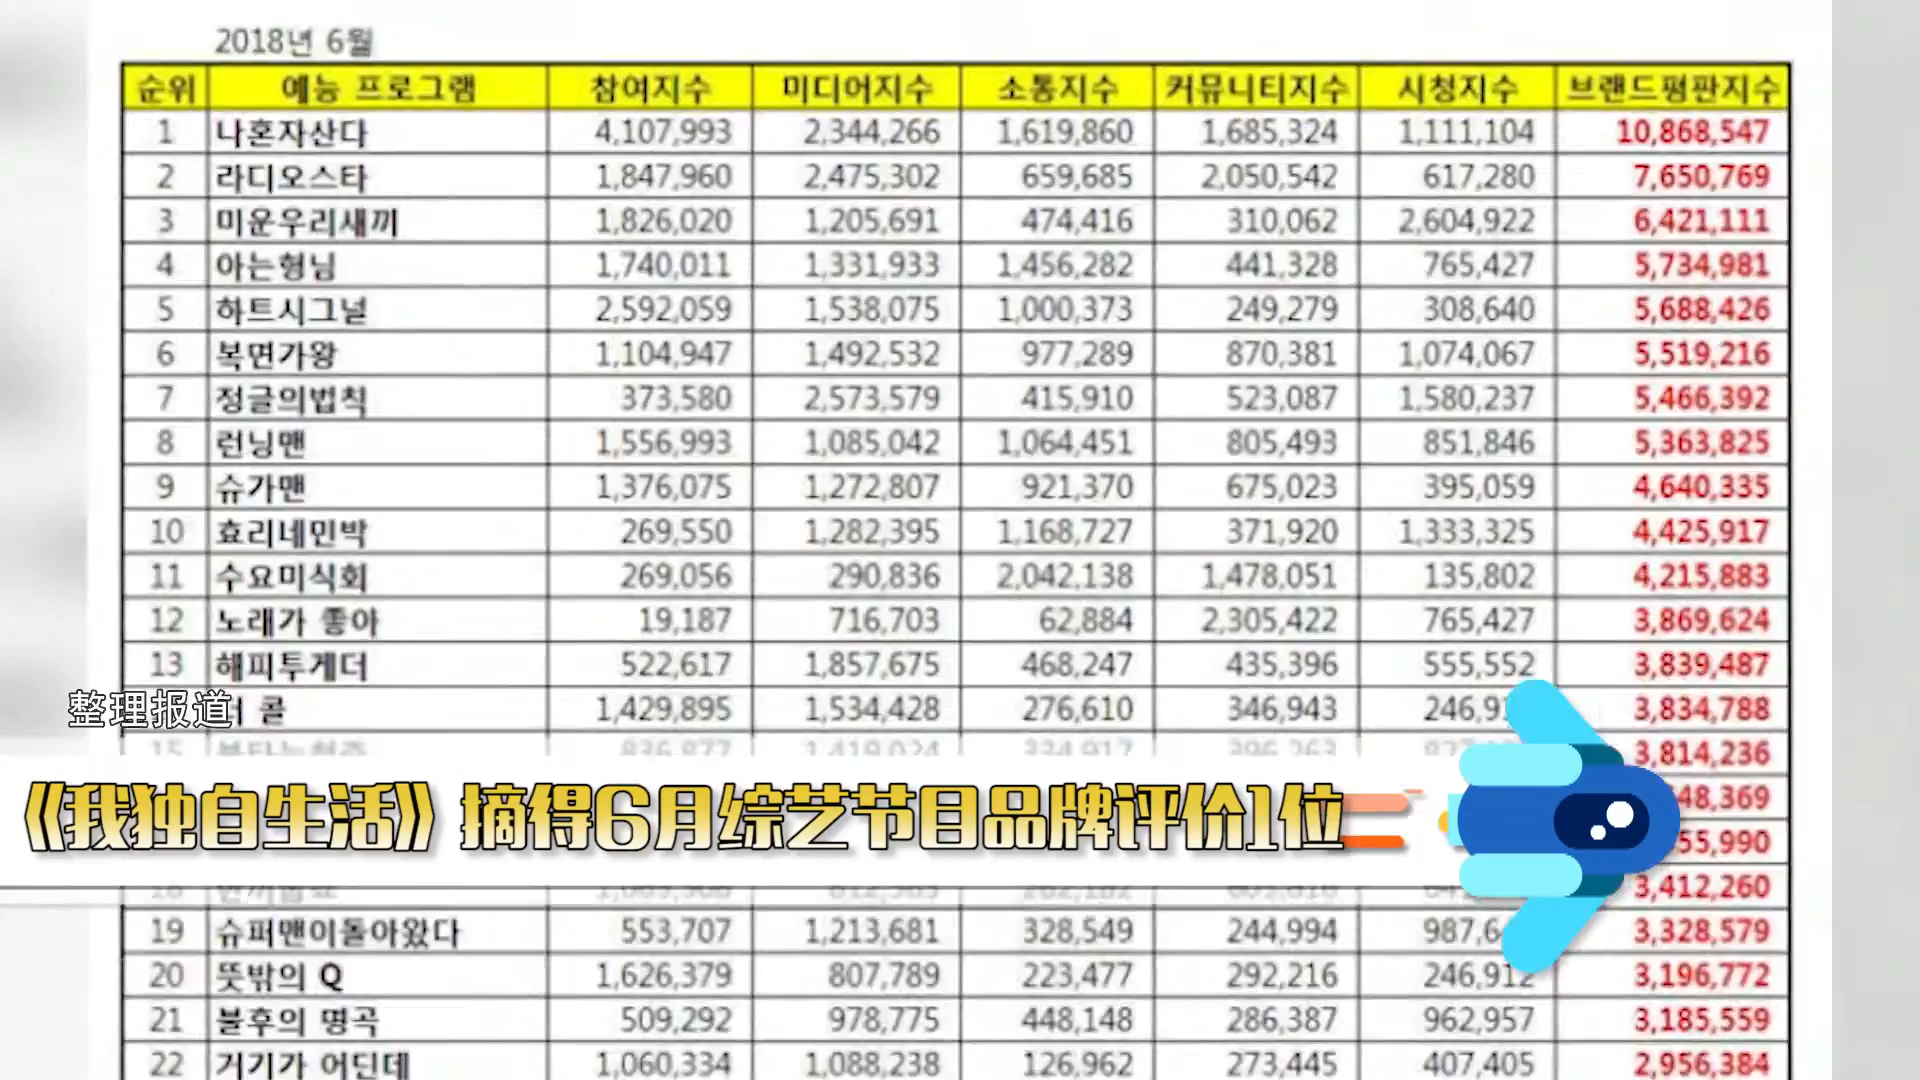 2018년 6월
순위 예능 프로그램 참여지수 미디어지수 소통지수 커뮤니티지수 시청지수 브랜드평판지수
1 나혼자산다 4,107,993 2,344,266 1,619,860 1,685,324 1,111,104 10,868,547
2 라디오스타 1,847,960 2,475,302 659,685 2,050,542 617,280 7,650,769
3 미운우리새끼 1,826,020 1,205,691 474,416 310,062 2,604,922 6,421,111
4 아는형님 1,740,011 1,331,933 1,456,282 441,328 765,427 5,734,981
5 하트시그널 2,592,059 1,538,075 1,000,373 249,279 308,640 5,688,426
6 복면가왕 1,104,947 1,492,532 977,289 870,381 1,074,067 5,519,216
7 정글의법칙 373,580 2,573,579 415,910 523,087 1,580,237 5,466,392
8 런닝맨 1,556,993 1,085,042 1,064,451 805,493 851,846 5,363,825
9 슈가맨 1,376,075 1,272,807 921,370 675,023 395,059 4,640,335
10 효리네민박 269,550 1,282,395 1,168,727 371,920 1,333,325 4,425,917
11 수요미식회 269,056 290,836 2,042,138 1,478,051 135,802 4,215,883
12 노래가 좋아 19,187 716,703 62,884 2,305,422 765,427 3,869,624
13 해피투게더 522,617 1,857,675 468,247 435,396 555,552 3,839,487
整理报道 콜 1,429,895 1,534,428 276,610 346,943 246,9 3,834,788
15 3,814,236
48,369
《我独自生活》摘得6月综艺节目品牌评价1位
55,990
18 3,412,260
19 슈퍼맨이돌아왔다 553,707 1,213,681 328,549 244,994 987,6 3,328,579
20 뜻밖의 Q 1,626,379 807,789 223,477 292,216 246,912 3,196,772
21 불후의 명곡 509,292 978,775 448,148 286,387 962,957 3,185,559
22 거기가 어딘데 1,060,334 1,088,238 126,962 273,445 407,405 2,956,384